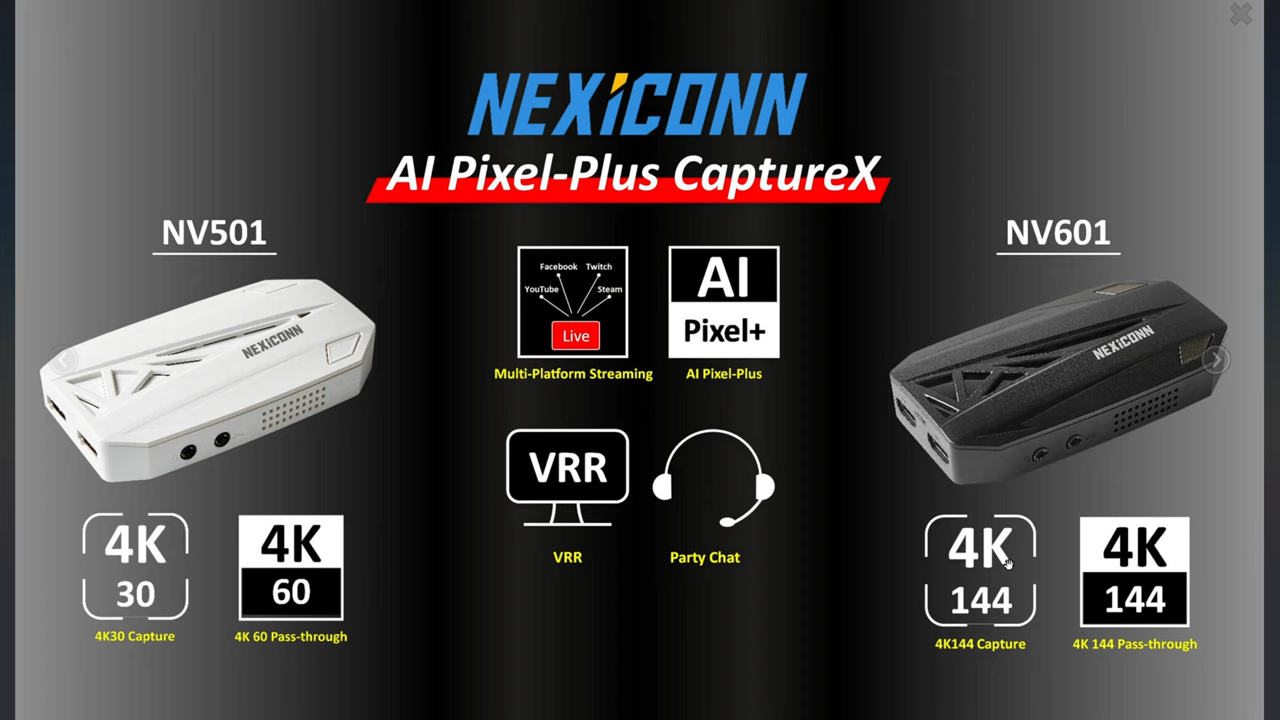 NEXiCONN
AI Pixel-Plus CaptureX
NV501
NEXiCONN
4K
30
4K30 Capture
4K
60
4K 60 Pass-through
Facebook Twitch
YouTube Steam
Live
Multi-Platform Streaming
AI
Pixel+
AI Pixel-Plus
VRR
VRR
Party Chat
NV601
NEXiCONN
4K
144
4K144 Capture
4K
144
4K 144 Pass-through